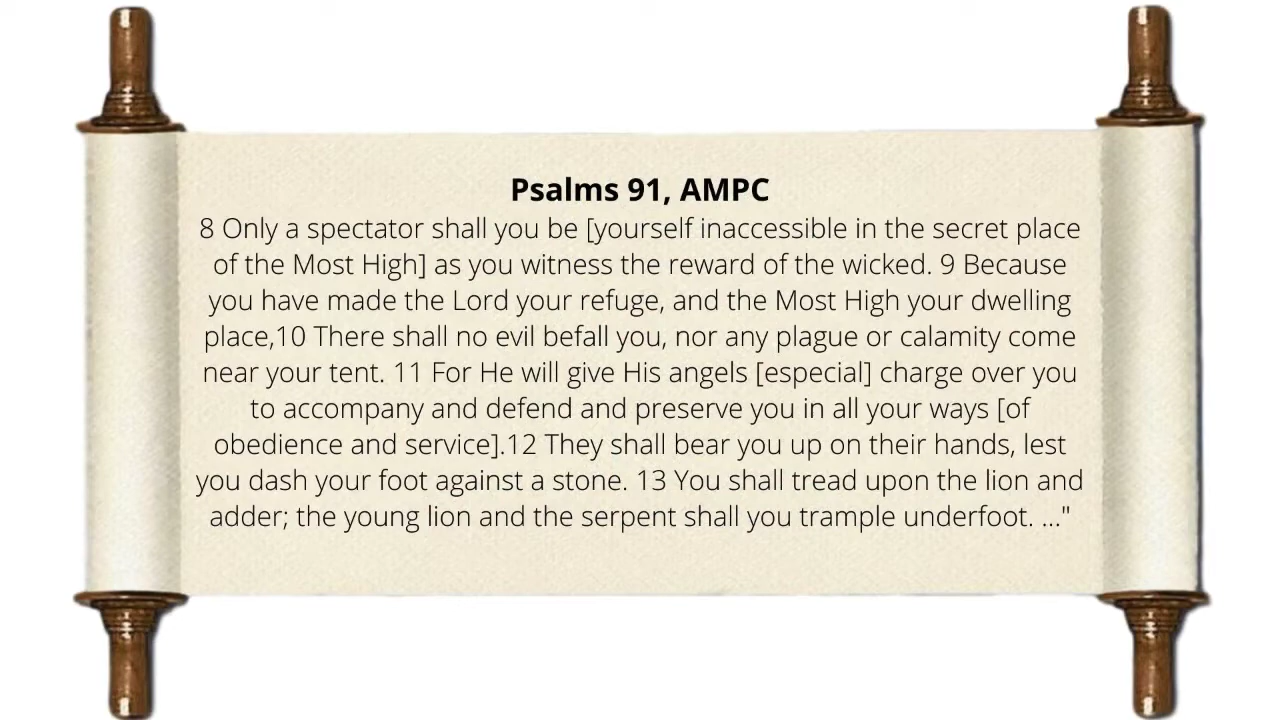 Psalms 91, AMPC
8 Only a spectator shall you be [yourself inaccessible in the secret place
of the Most High] as you witness the reward of the wicked. 9 Because
you have made the Lord your refuge, and the Most High your dwelling
place,10 There shall no evil befall you, nor any plague or calamity come
near your tent. 11 For He will give His angels [especial] charge over you
to accompany and defend and preserve you in all your ways [of
obedience and service].12 They shall bear you up on their hands, lest
you dash your foot against a stone. 13 You shall tread upon the lion and
adder; the young lion and the serpent shall you trample underfoot. ..."